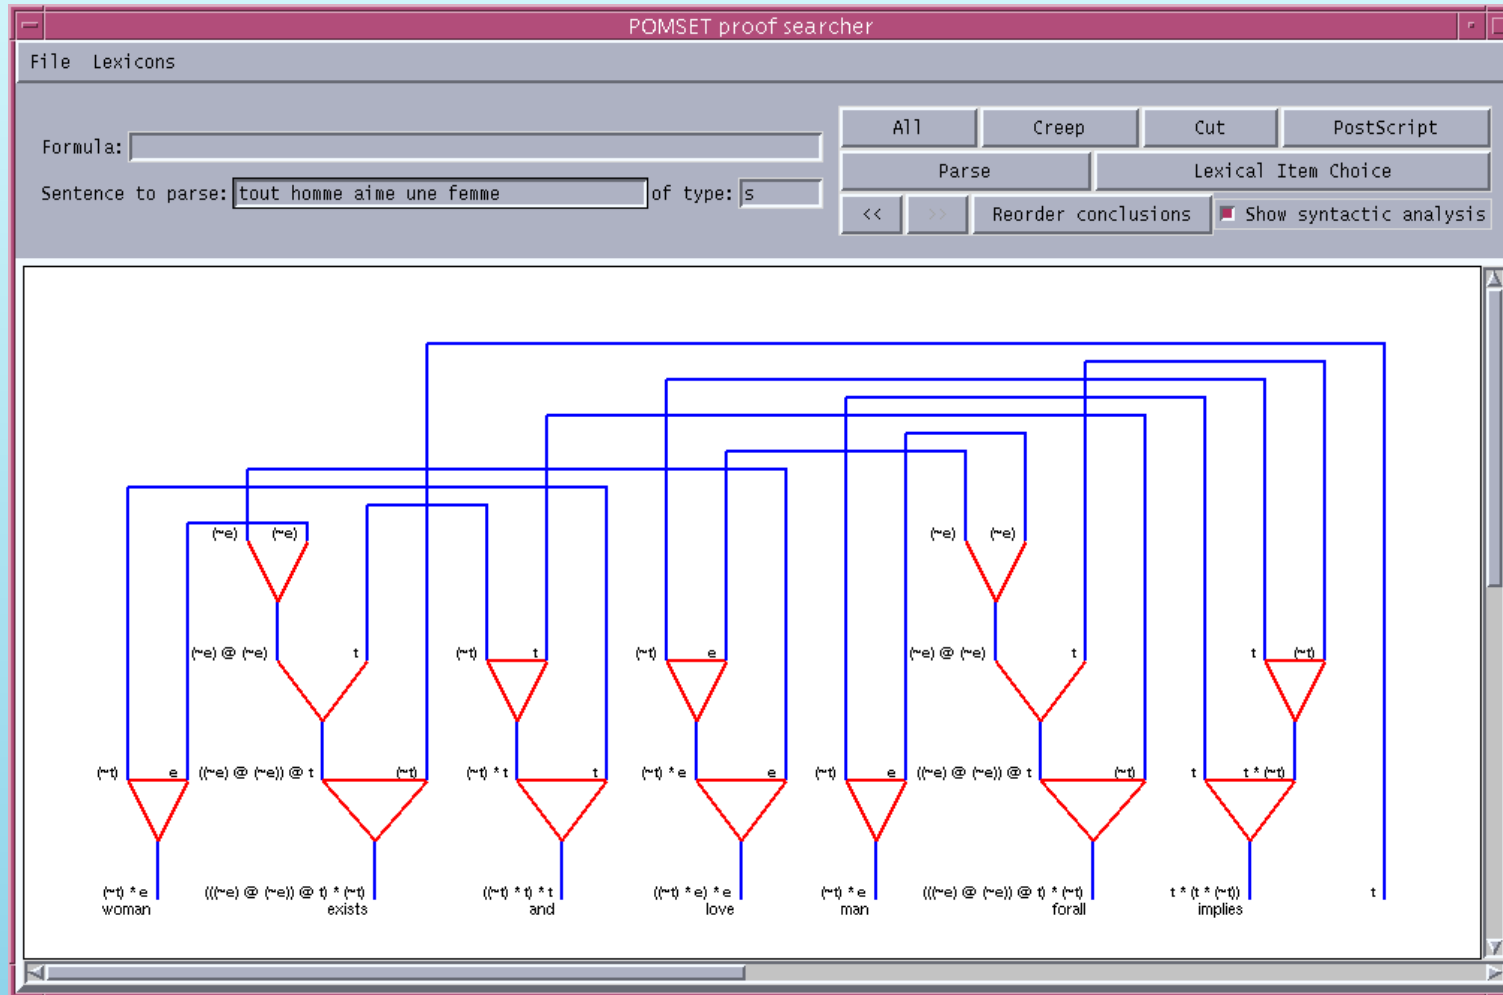 POMSET proof searcher
File Lexicons
All Creep Cut PostScript
Formula:
Parse Lexical Item Choice
Sentence to parse: tout homme aime une femme of type: s
<< >> Reorder conclusions Show syntactic analysis
(~e) (~e) (~e) (~e)
(~e) @ (~e) t (~t) t (~t) e (~e) @ (~e) t t (~t)
(~t) e ((~e) @ (~e)) @ t (~t) (~t) * t t (~t) * e e (~t) e ((~e) @ (~e)) @ t (~t) t t * (~t)
(~t) * e (((~e) @ (~e)) @ t) * (~t) ((~t) * t) * t ((~t) * e) * e (~t) * e (((~e) @ (~e)) @ t) * (~t) t * (t * (~t)) t
woman exists and love man forall implies